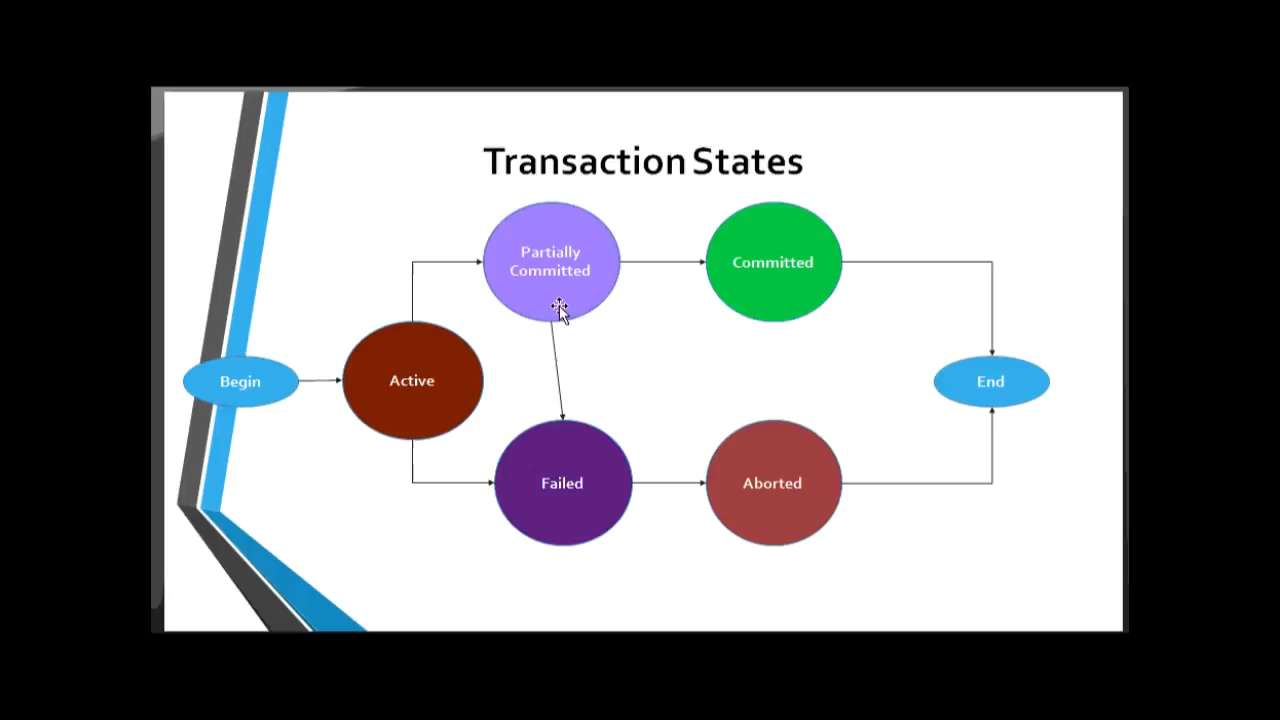 Transaction States
Partially
Committed
Committed
Begin
Active
End
Failed
Aborted